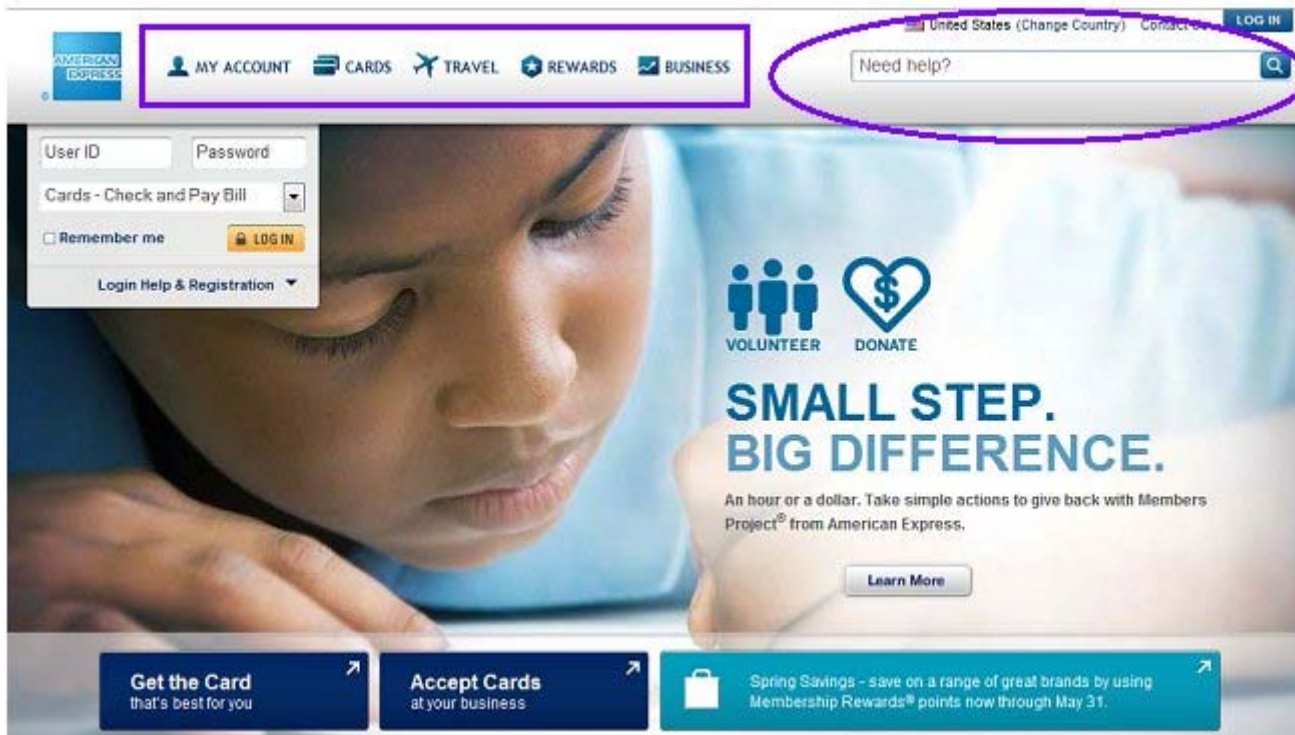 United States (Change Country) Contact
LOG IN
AMERICAN
EXPRESS
®
MY ACCOUNT CARDS TRAVEL REWARDS BUSINESS
Need help?
User ID Password
Cards - Check and Pay Bill
Remember me LOG IN
Login Help & Registration
VOLUNTEER DONATE
SMALL STEP.
BIG DIFFERENCE.
An hour or a dollar. Take simple actions to give back with Members
Project® from American Express.
Learn More
Get the Card
that's best for you
Accept Cards
at your business
Spring Savings - save on a range of great brands by using
Membership Rewards® points now through May 31.